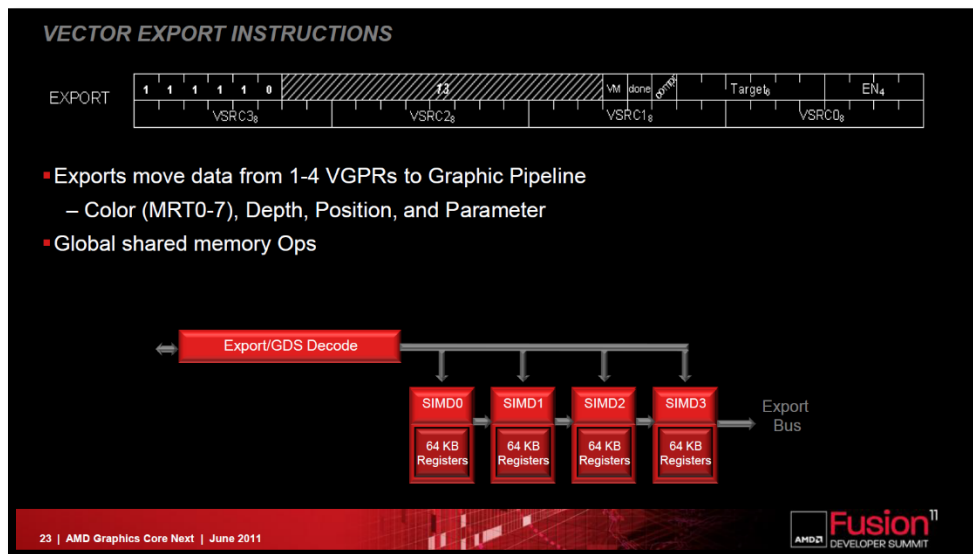 VECTOR EXPORT INSTRUCTIONS
EXPORT
1 1 1 1 1 0 13 VM done COMPR Target6 EN4
VSRC38 VSRC28 VSRC18 VSRC08
▪Exports move data from 1-4 VGPRs to Graphic Pipeline
– Color (MRT0-7), Depth, Position, and Parameter
▪Global shared memory Ops
Export/GDS Decode
SIMD0 SIMD1 SIMD2 SIMD3
64 KB 64 KB 64 KB 64 KB
Registers Registers Registers Registers
Export
Bus
23 | AMD Graphics Core Next | June 2011
AMD Fusion 11
DEVELOPER SUMMIT